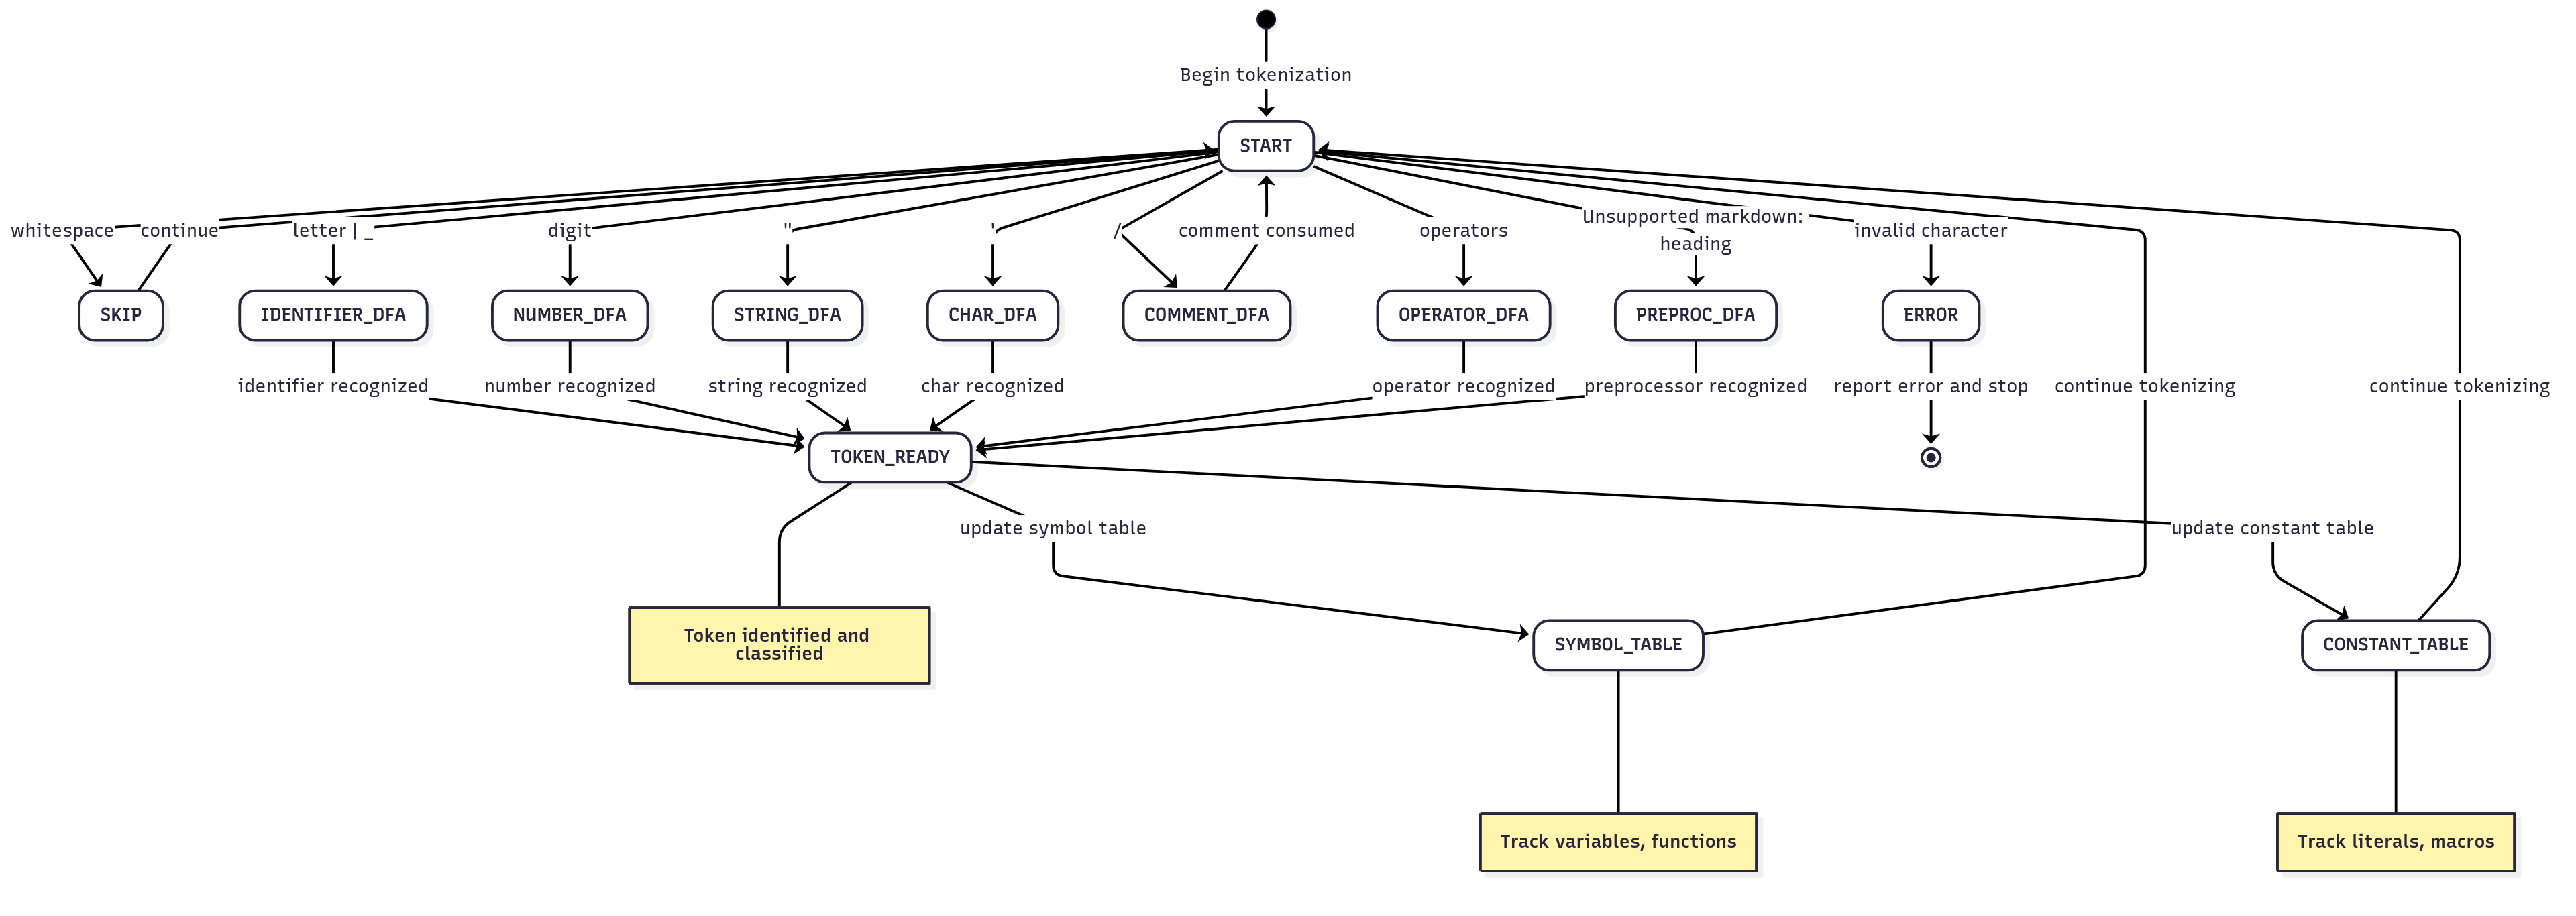 Begin tokenization
START
whitespace
continue
letter | _
digit
"
'
/
comment consumed
operators
Unsupported markdown:
heading
invalid character
SKIP
IDENTIFIER_DFA
NUMBER_DFA
STRING_DFA
CHAR_DFA
COMMENT_DFA
OPERATOR_DFA
PREPROC_DFA
ERROR
identifier recognized
number recognized
string recognized
char recognized
operator recognized
preprocessor recognized
report error and stop
continue tokenizing
continue tokenizing
TOKEN_READY
update symbol table
update constant table
Token identified and
classified
SYMBOL_TABLE
CONSTANT_TABLE
Track variables, functions
Track literals, macros